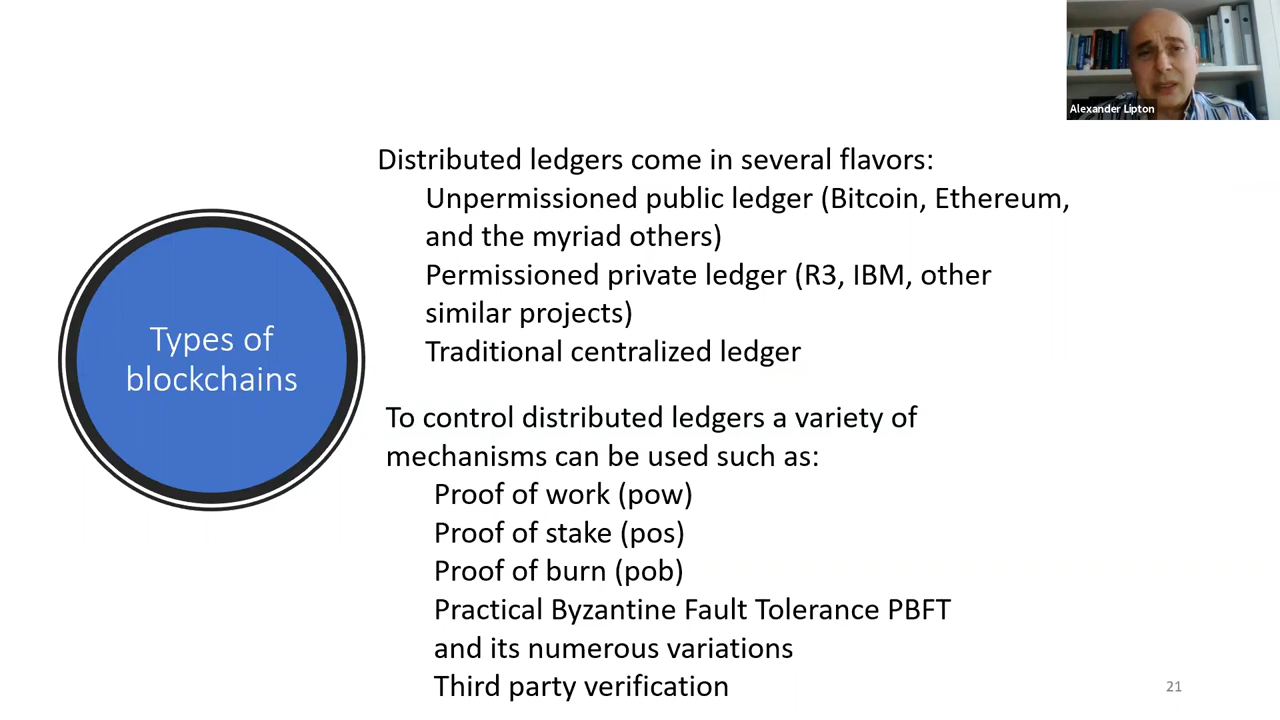 Alexander Lipton
Distributed ledgers come in several flavors:
Unpermissioned public ledger (Bitcoin, Ethereum,
and the myriad others)
Permissioned private ledger (R3, IBM, other
similar projects)
Traditional centralized ledger
Types of
blockchains
To control distributed ledgers a variety of
mechanisms can be used such as:
Proof of work (pow)
Proof of stake (pos)
Proof of burn (pob)
Practical Byzantine Fault Tolerance PBFT
and its numerous variations
Third party verification
21